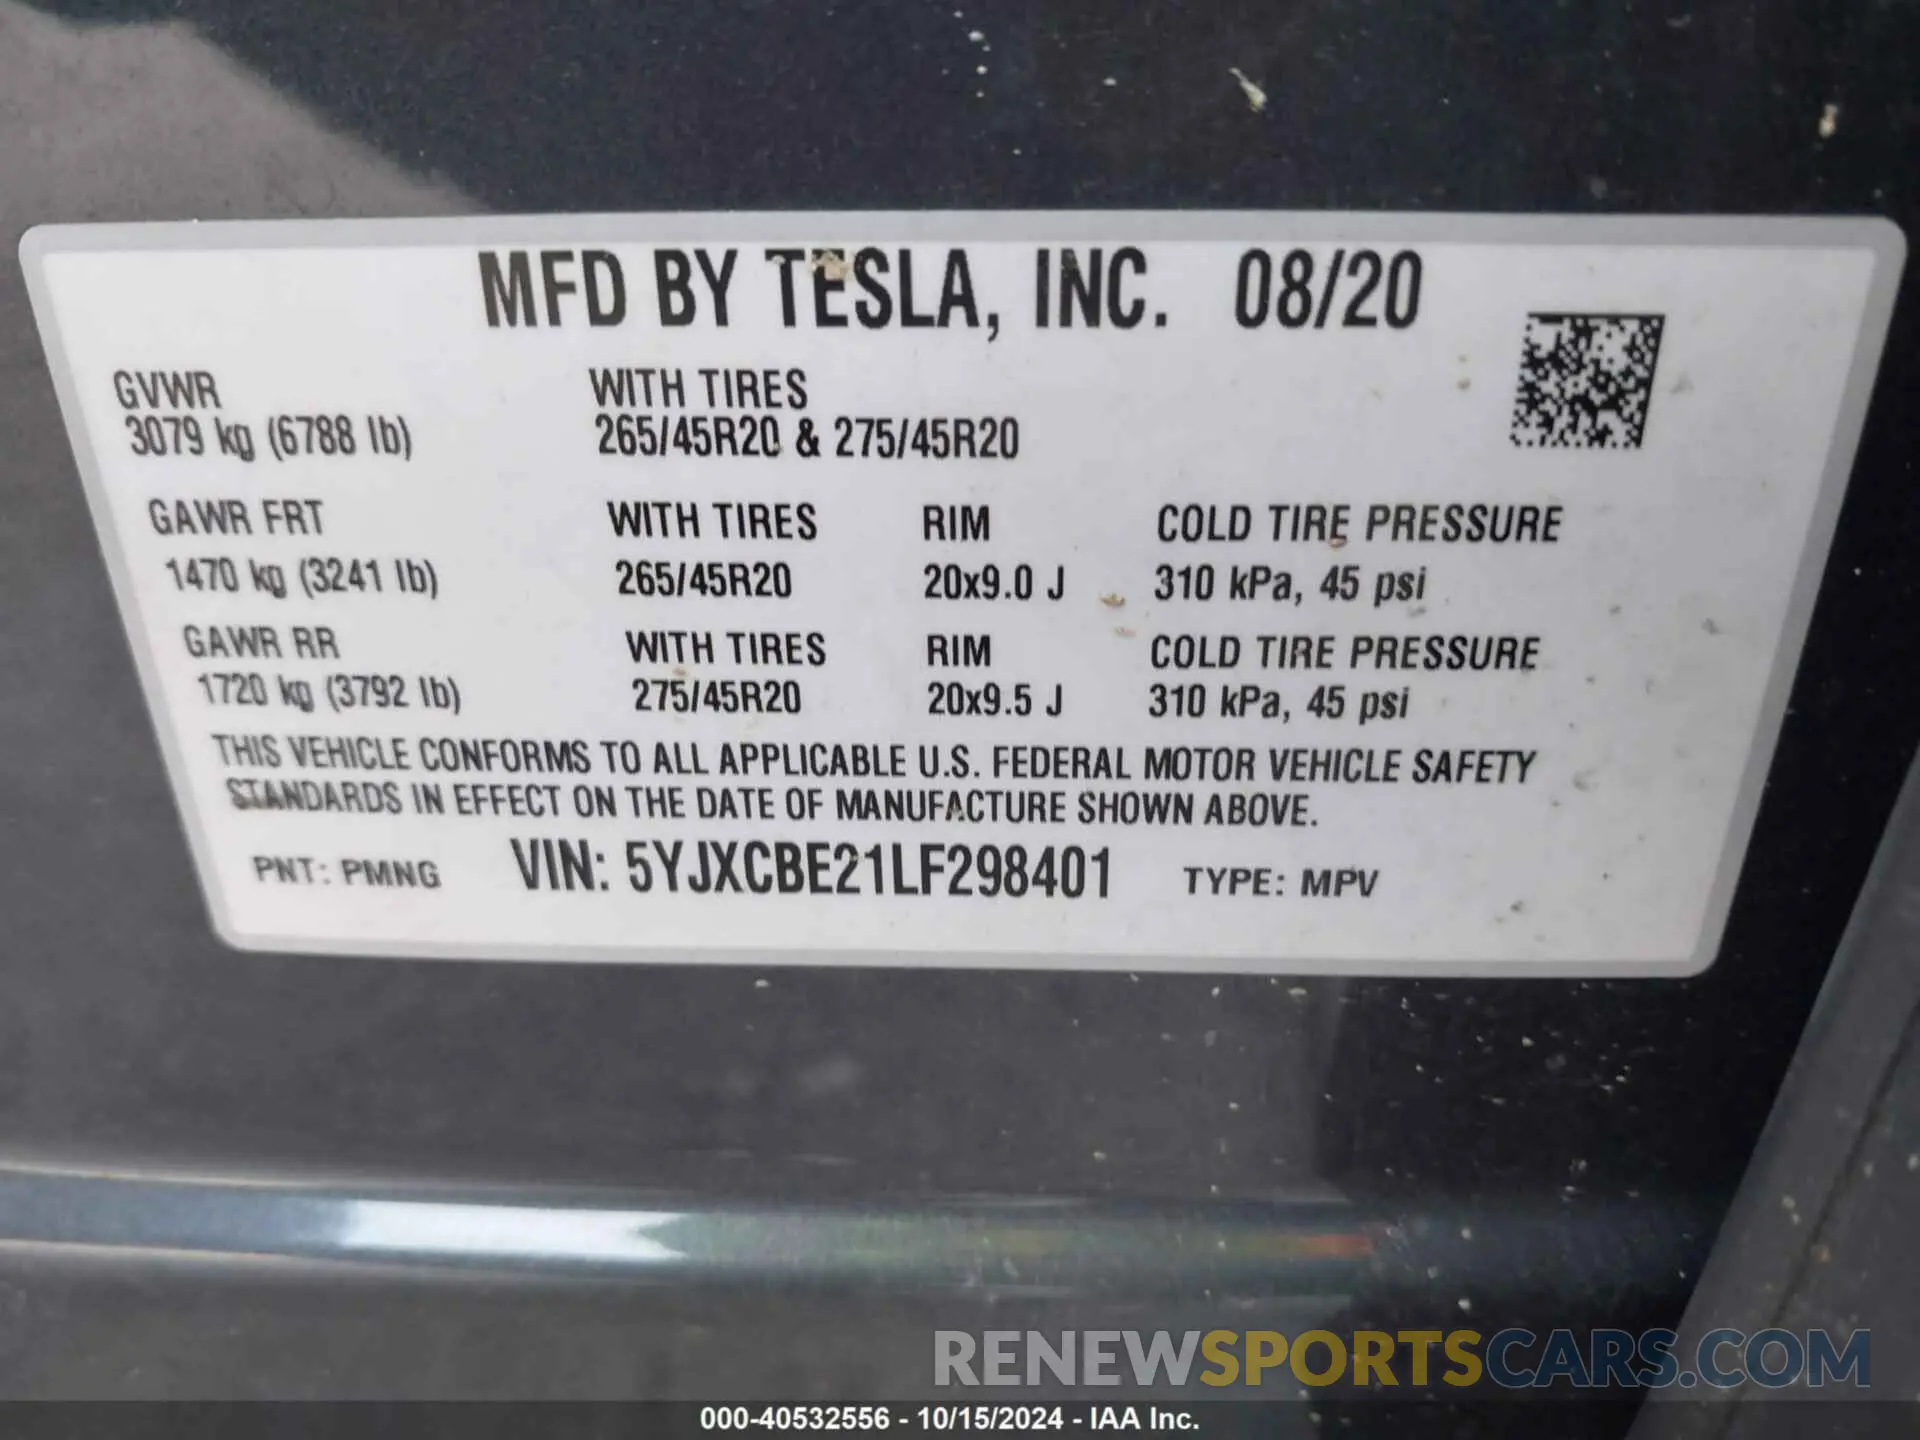 MFD BY TESLA, INC. 08/20
GVWR WITH TIRES
3079 kg (6788 lb) 265/45R20 & 275/45R20
GAWR FRT WITH TIRES RIM COLD TIRE PRESSURE
1470 kg (3241 lb) 265/45R20 20x9.0 J 310 kPa, 45 psi
GAWR RR WITH TIRES RIM COLD TIRE PRESSURE
1720 kg (3792 lb) 275/45R20 20x9.5 J 310 kPa, 45 psi
THIS VEHICLE CONFORMS TO ALL APPLICABLE U.S. FEDERAL MOTOR VEHICLE SAFETY
STANDARDS IN EFFECT ON THE DATE OF MANUFACTURE SHOWN ABOVE.
PNT: PMNG VIN: 5YJXCBE21LF298401 TYPE: MPV
RENEWSPORTSCARS.COM
000-40532556 - 10/15/2024 - IAA Inc.